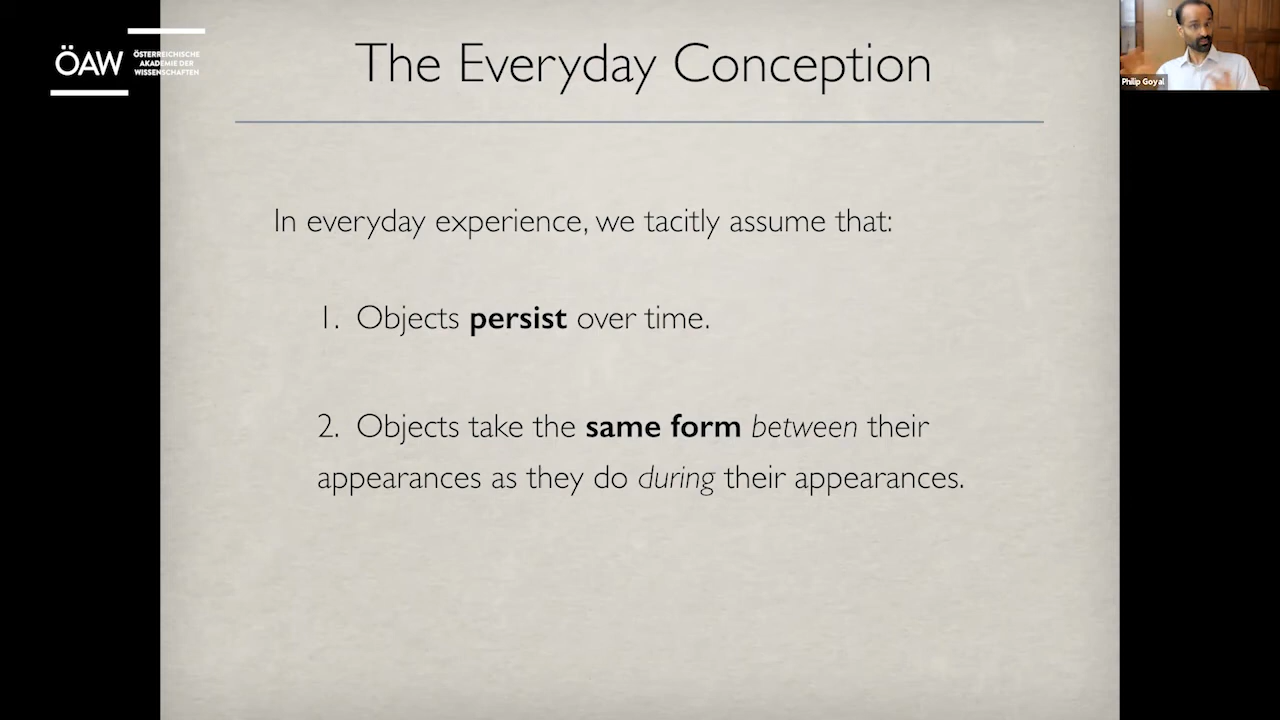 ÖAW
ÖSTERREICHISCHE
AKADEMIE DER
WISSENSCHAFTEN
The Everyday Conception
Philip Goyal
In everyday experience, we tacitly assume that:
1. Objects persist over time.
2. Objects take the same form between their
appearances as they do during their appearances.